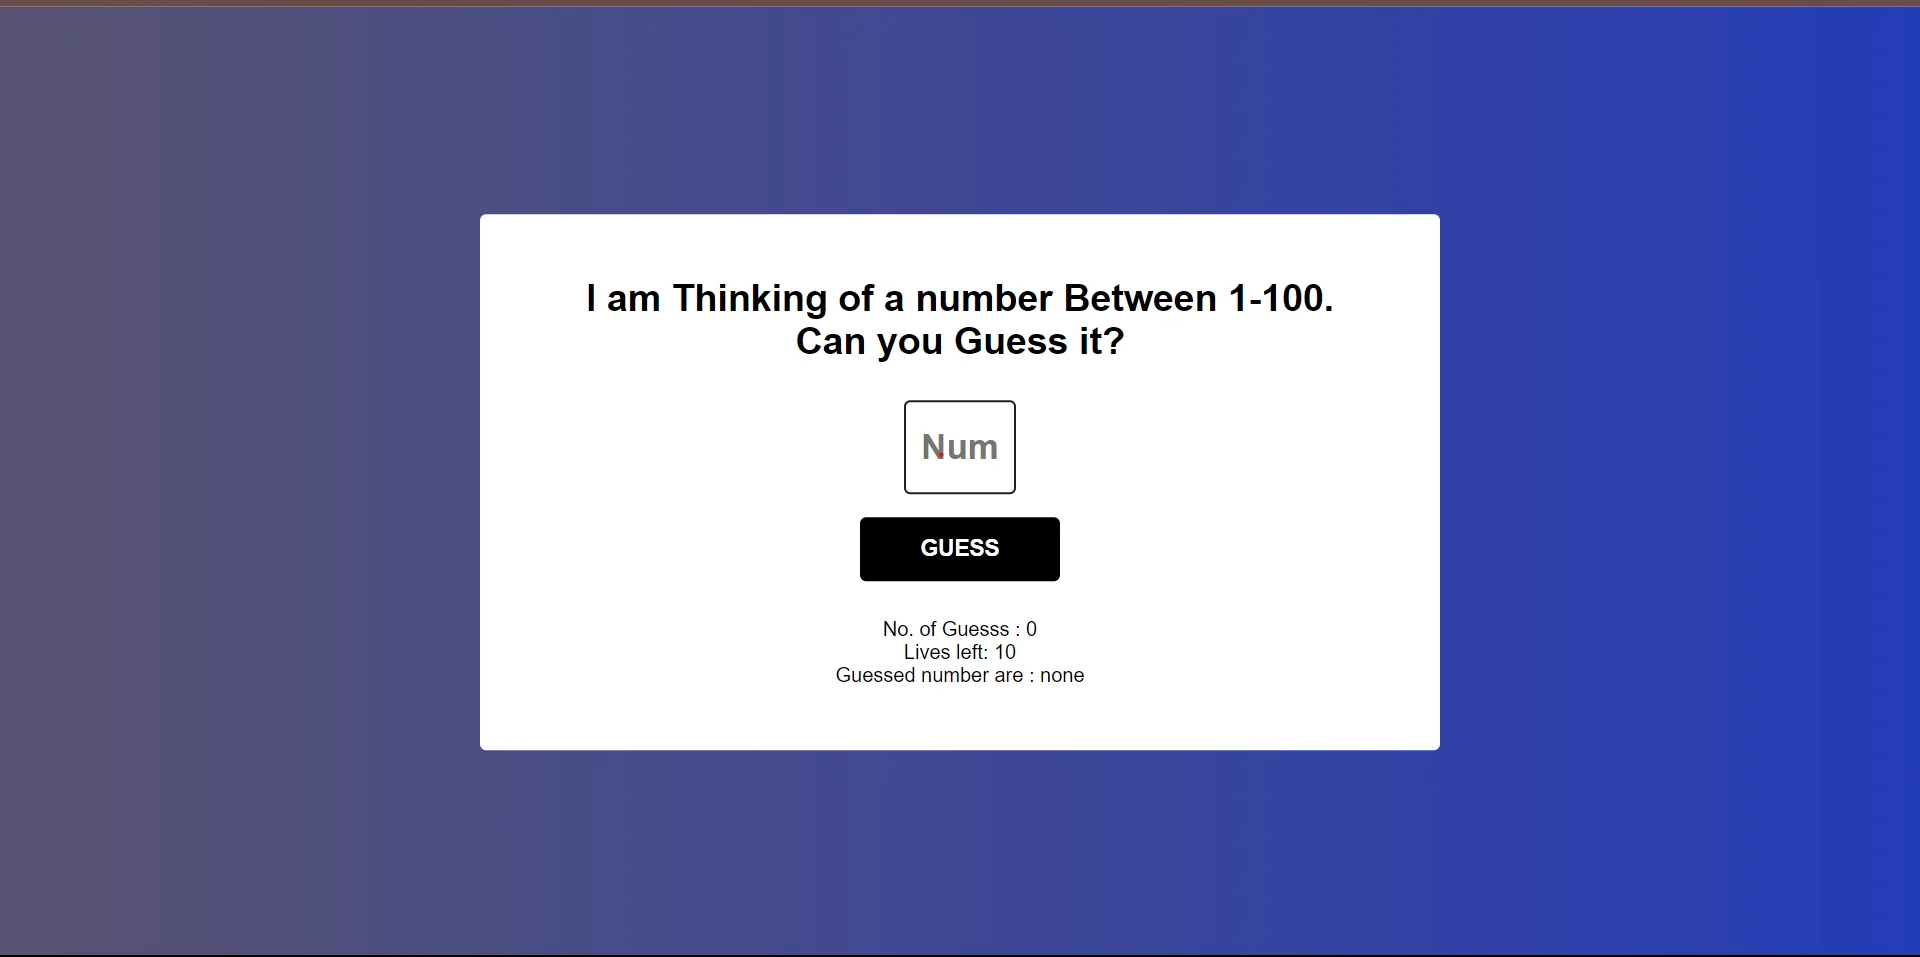 I am Thinking of a number Between 1-100.
Can you Guess it?
Num
GUESS
No. of Guesss : 0
Lives left: 10
Guessed number are : none